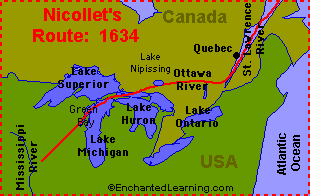 Nicollet's
Route: 1634
Canada
Quebec
St. Lawrence
River
Lake
Nipissing
Ottawa
River
Lake
Superior
Green
Bay
Lake
Huron
Lake
Ontario
Lake
Michigan
Mississippi
River
USA
Atlantic
Ocean
©EnchantedLearning.com